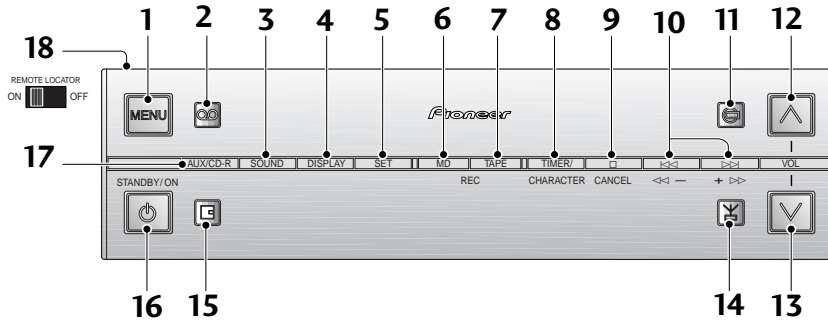 1 2 3 4 5 6 7 8 9 10 11 12
18
REMOTE LOCATOR
ON OFF
MENU
Pioneer
17 AUX/CD-R SOUND DISPLAY SET MD TAPE TIMER/ VOL
STANDBY/ON REC CHARACTER CANCEL − +
16 15 14 13